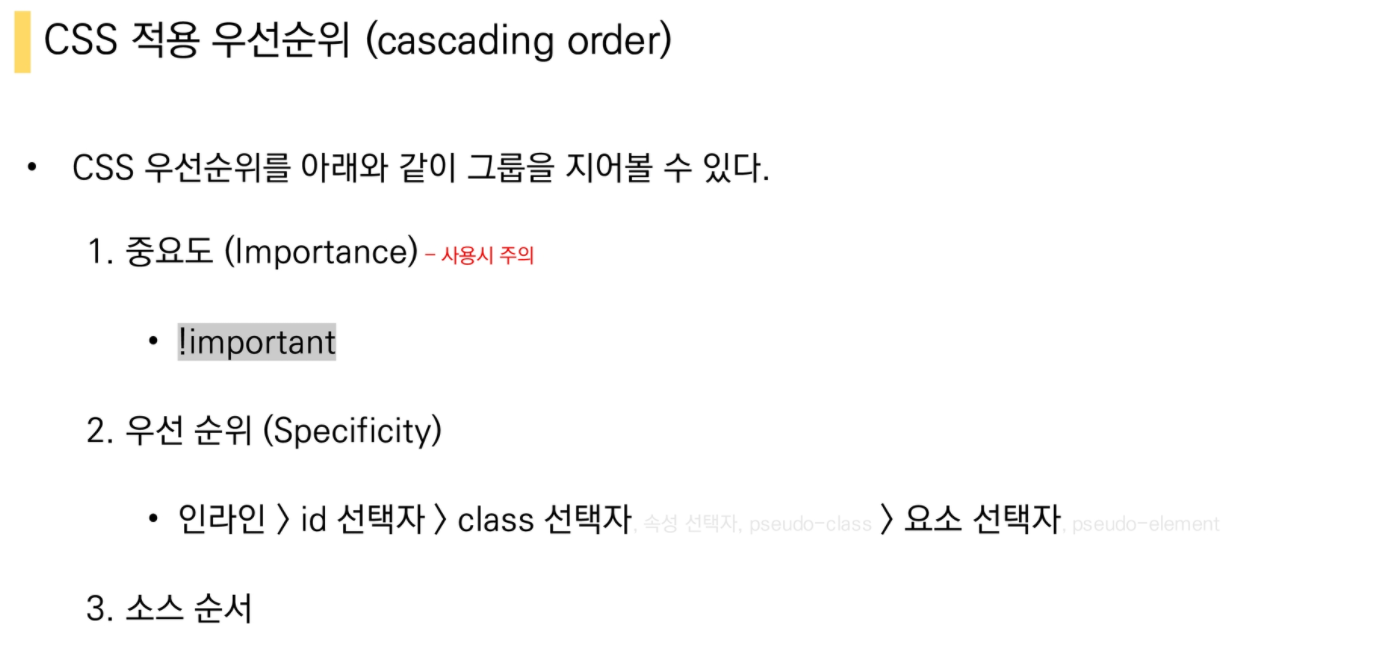 CSS 적용 우선순위 (cascading order)
• CSS 우선순위를 아래와 같이 그룹을 지어볼 수 있다.
1. 중요도 (Importance) – 사용시 주의
• !important
2. 우선 순위 (Specificity)
• 인라인 〉 id 선택자 〉 class 선택자, 속성 선택자, pseudo-class 〉 요소 선택자, pseudo-element
3. 소스 순서